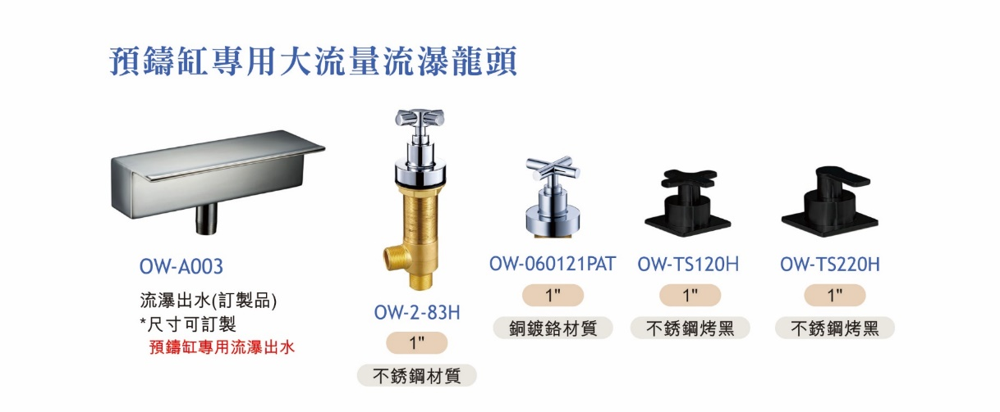 預鑄缸專用大流量流瀑龍頭
OW-A003
流瀑出水(訂製品)
*尺寸可訂製
預鑄缸專用流瀑出水
OW-2-83H
1"
不銹鋼材質
OW-060121PAT
1"
銅鍍鉻材質
OW-TS120H
1"
不銹鋼烤黑
OW-TS220H
1"
不銹鋼烤黑